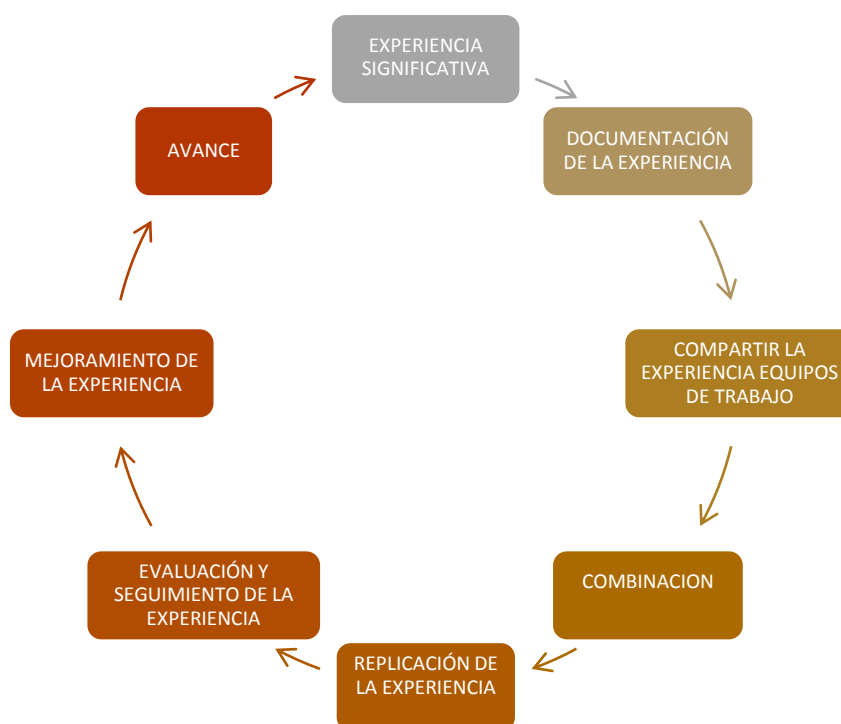 EXPERIENCIA
SIGNIFICATIVA
DOCUMENTACIÓN
DE LA EXPERIENCIA
COMPARTIR LA
EXPERIENCIA EQUIPOS
DE TRABAJO
COMBINACION
REPLICACIÓN DE
LA EXPERIENCIA
EVALUACIÓN Y
SEGUIMIENTO DE LA
EXPERIENCIA
MEJORAMIENTO DE
LA EXPERIENCIA
AVANCE